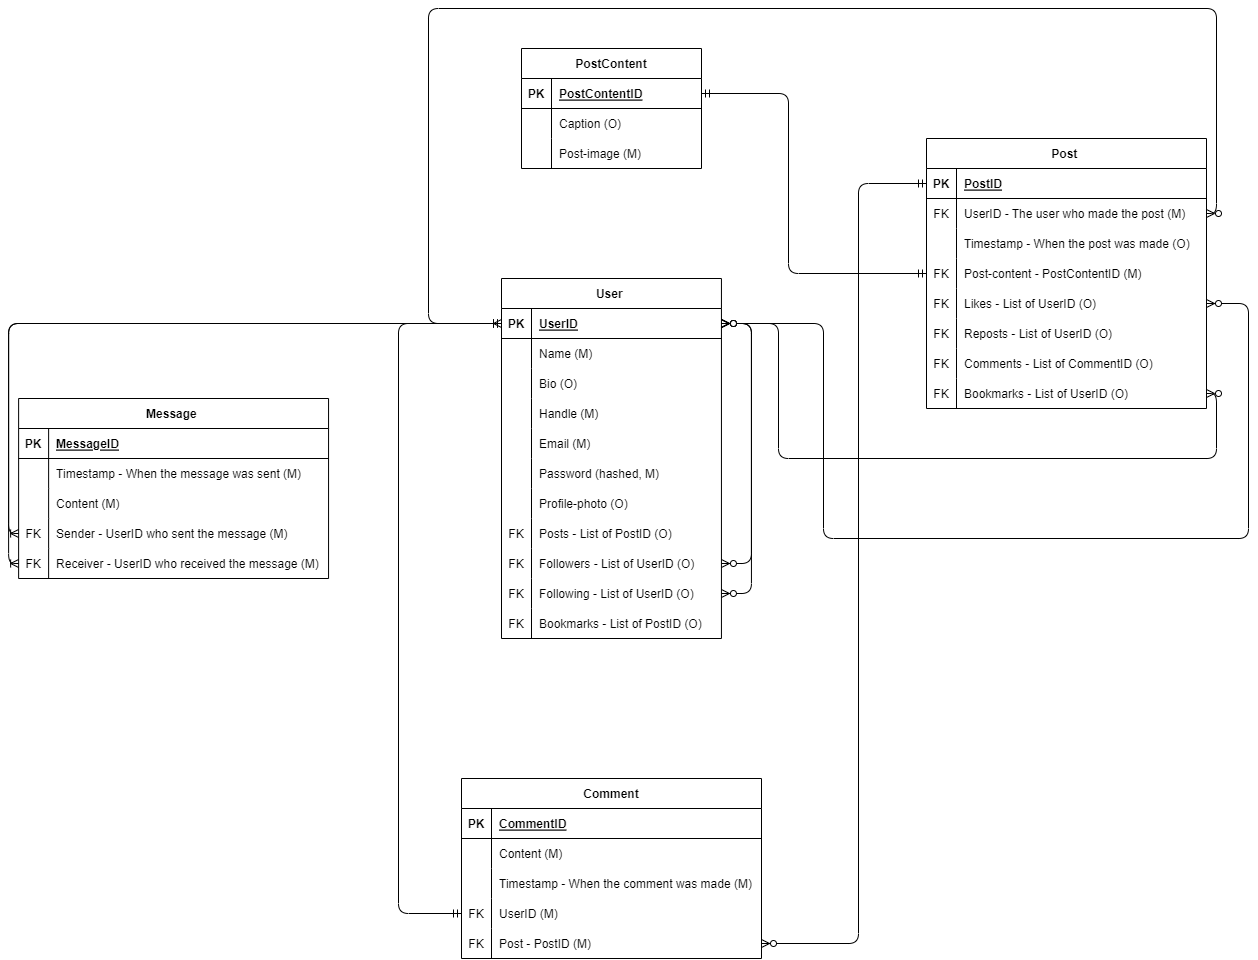 PostContent
PK PostContentID
Caption (O)
Post-image (M)
Post
PK PostID
FK UserID - The user who made the post (M)
Timestamp - When the post was made (O)
FK Post-content - PostContentID (M)
FK Likes - List of UserID (O)
FK Reposts - List of UserID (O)
FK Comments - List of CommentID (O)
FK Bookmarks - List of UserID (O)
User
PK UserID
Name (M)
Bio (O)
Handle (M)
Email (M)
Password (hashed, M)
Profile-photo (O)
FK Posts - List of PostID (O)
FK Followers - List of UserID (O)
FK Following - List of UserID (O)
FK Bookmarks - List of PostID (O)
Message
PK MessageID
Timestamp - When the message was sent (M)
Content (M)
FK Sender - UserID who sent the message (M)
FK Receiver - UserID who received the message (M)
Comment
PK CommentID
Content (M)
Timestamp - When the comment was made (M)
FK UserID (M)
FK Post - PostID (M)